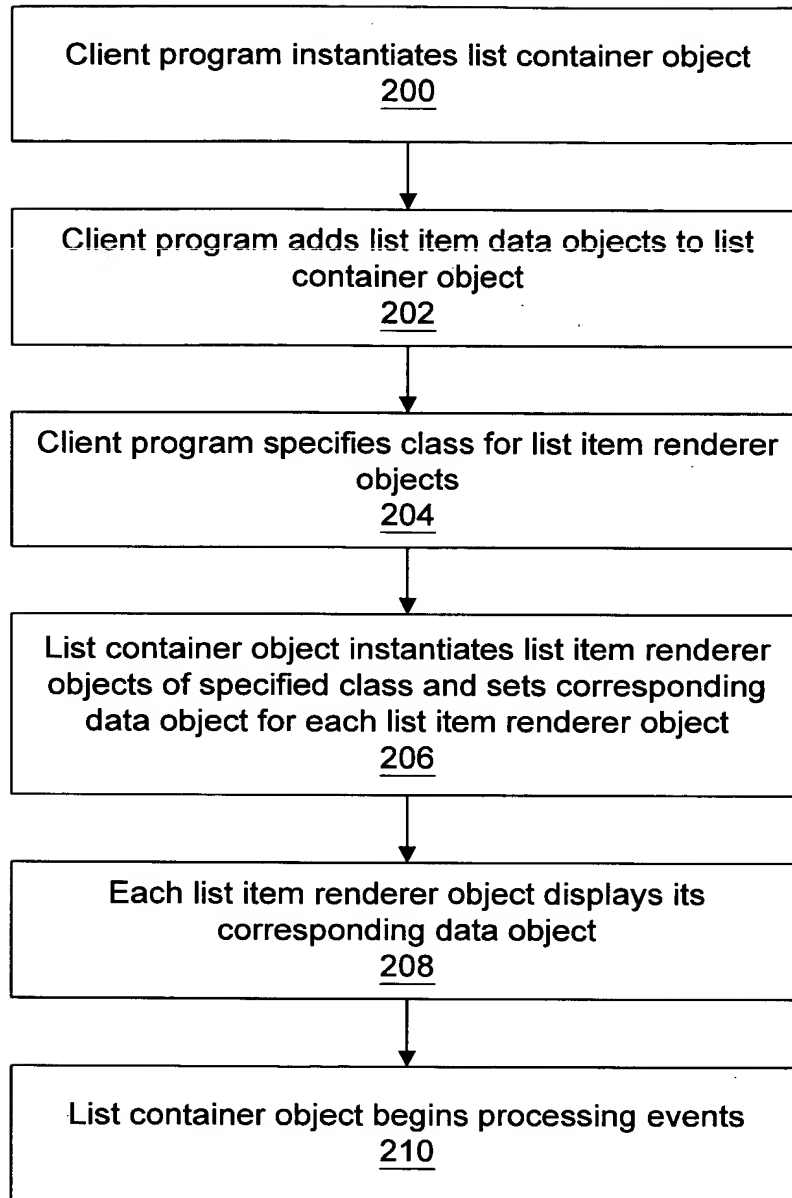 Client program instantiates list container object
200
Client program adds list item data objects to list
container object
202
Client program specifies class for list item renderer
objects
204
List container object instantiates list item renderer
objects of specified class and sets corresponding
data object for each list item renderer object
206
Each list item renderer object displays its
corresponding data object
208
List container object begins processing events
210